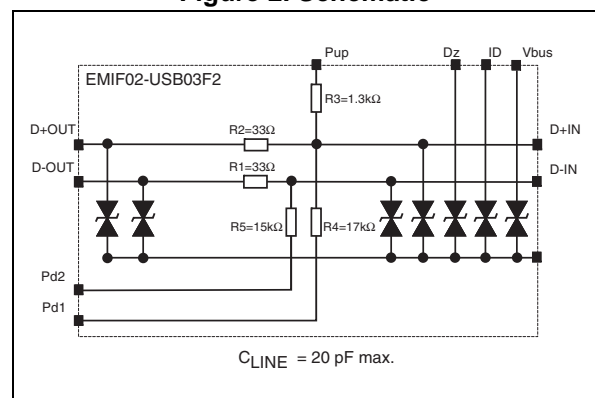 Figure 2. Schematic
Pup Dz ID Vbus
EMIF02-USB03F2
R3=1.3kΩ
D+OUT R2=33Ω D+IN
D-OUT R1=33Ω D-IN
R5=15kΩ R4=17kΩ
Pd2
Pd1
CLINE = 20 pF max.